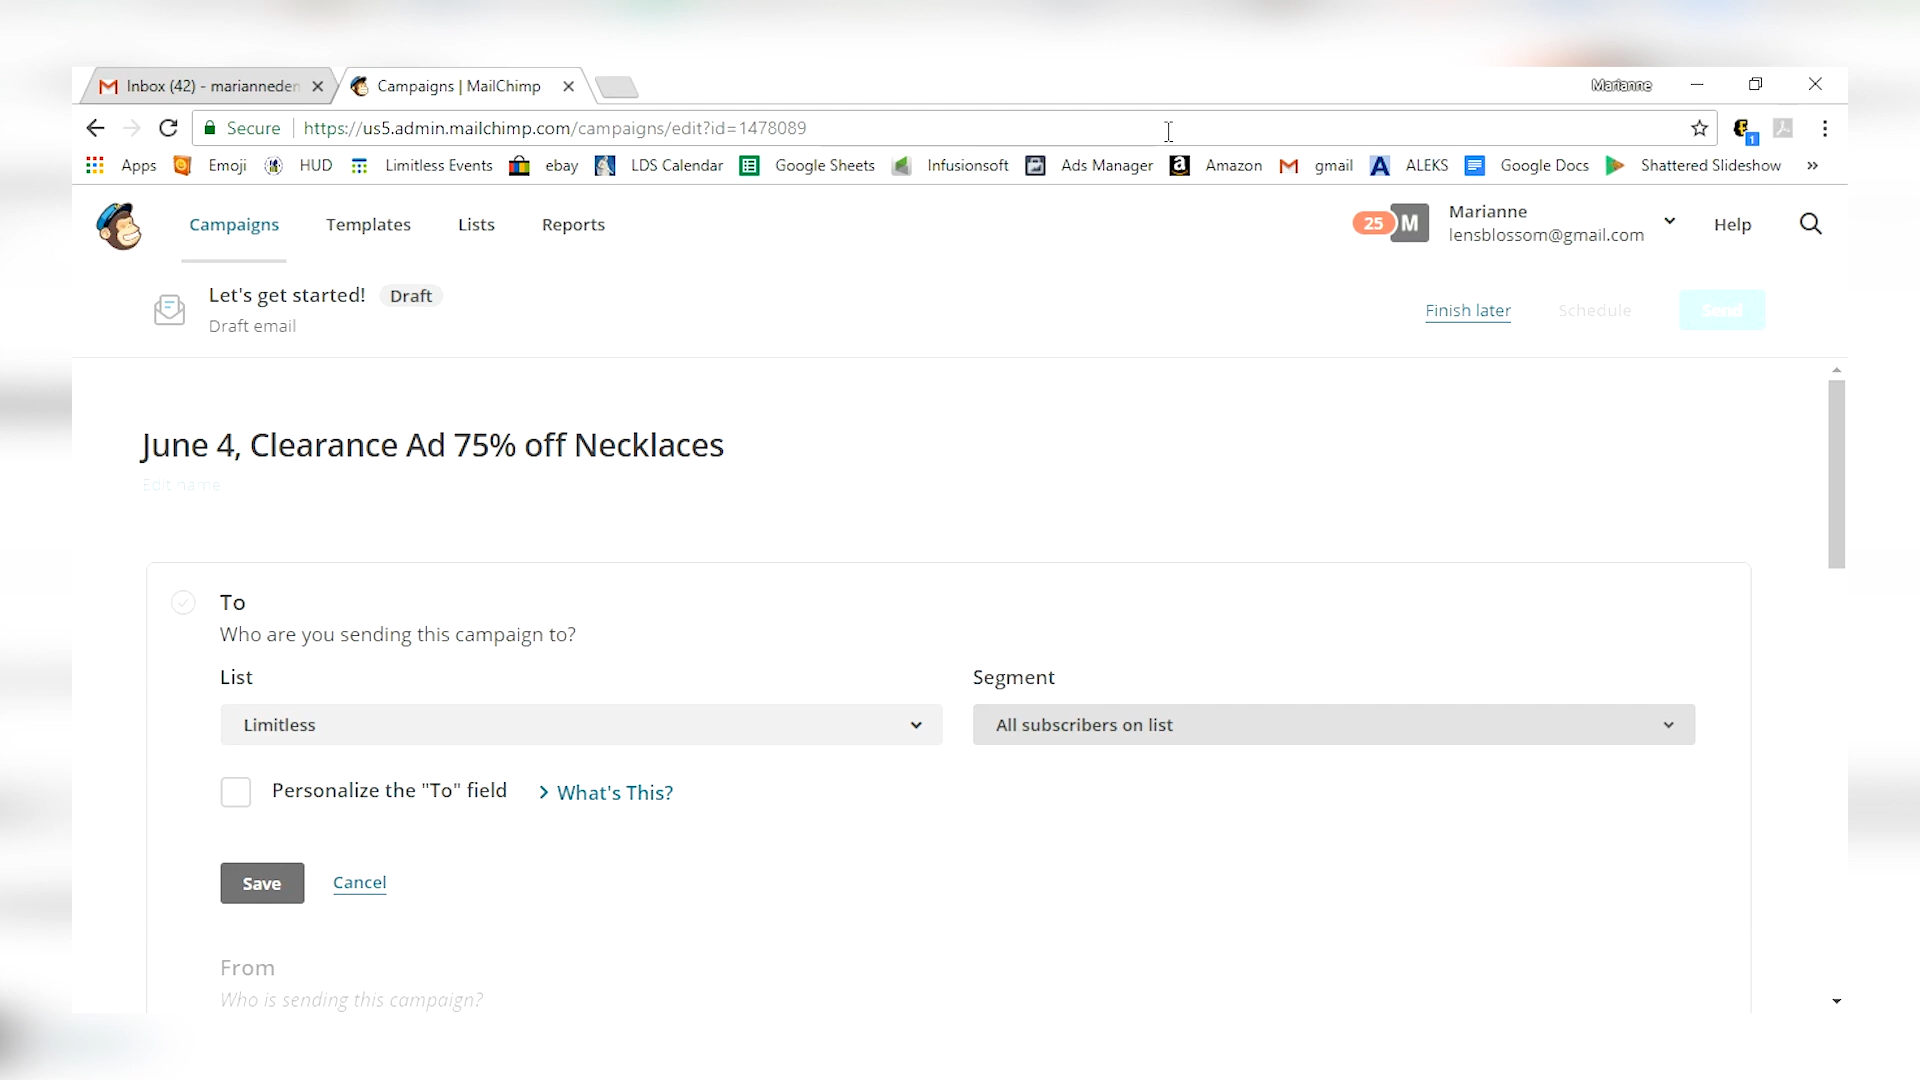 Inbox (42) - marianneden
Campaigns | MailChimp
Marianne
Secure
https://us5.admin.mailchimp.com/campaigns/edit?id=1478089
Apps Emoji HUD Limitless Events ebay LDS Calendar Google Sheets Infusionsoft Ads Manager Amazon gmail ALEKS Google Docs Shattered Slideshow »
Campaigns Templates Lists Reports
25 M
Marianne
lensblossom@gmail.com
Help
Let's get started! Draft
Draft email
Finish later Schedule Send
June 4, Clearance Ad 75% off Necklaces
Edit name
To
Who are you sending this campaign to?
List Segment
Limitless All subscribers on list
Personalize the "To" field What's This?
Save Cancel
From
Who is sending this campaign?